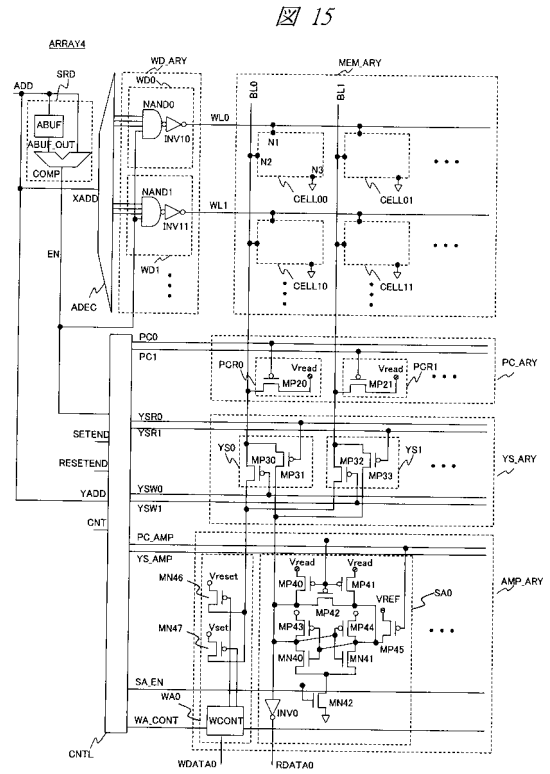 図 15
ARRAY4
SRD
WD_ARY
MEM_ARY
ADD
WD0
BL0
BL1
NAND0
WL0
ABUF
ABUF_OUT
INV10
N1
N2
N3
COMP
CELL00
CELL01
XADD
NAND1
WL1
EN
INV11
WD1
CELL10
CELL11
ADEC
PC0
PC1
PCR0
Vread
MP20
Vread
MP21
PCR1
PC_ARY
YSR0
YSR1
SETEND
YS0
MP30
MP31
MP32
MP33
YS1
YS_ARY
RESETEND
YADD
YSW0
YSW1
CNT
PC_AMP
YS_AMP
AMP_ARY
Vreset
MN46
Vread
Vread
MP40
MP41
SA0
MP42
VREF
Vset
MN47
MP43
MP44
MP45
MN40
MN41
SA_EN
MN42
WA0
WCONT
INV0
WA_CONT
CNTL
WDATA0
RDATA0